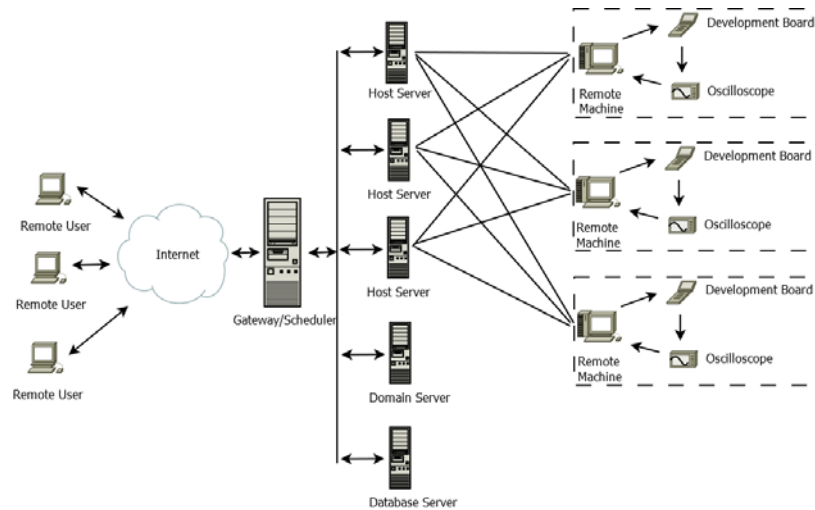 Remote User
Remote User
Remote User
Internet
Gateway/Scheduler
Host Server
Host Server
Host Server
Domain Server
Database Server
Remote
Machine
Development Board
Oscilloscope
Remote
Machine
Development Board
Oscilloscope
Remote
Machine
Development Board
Oscilloscope